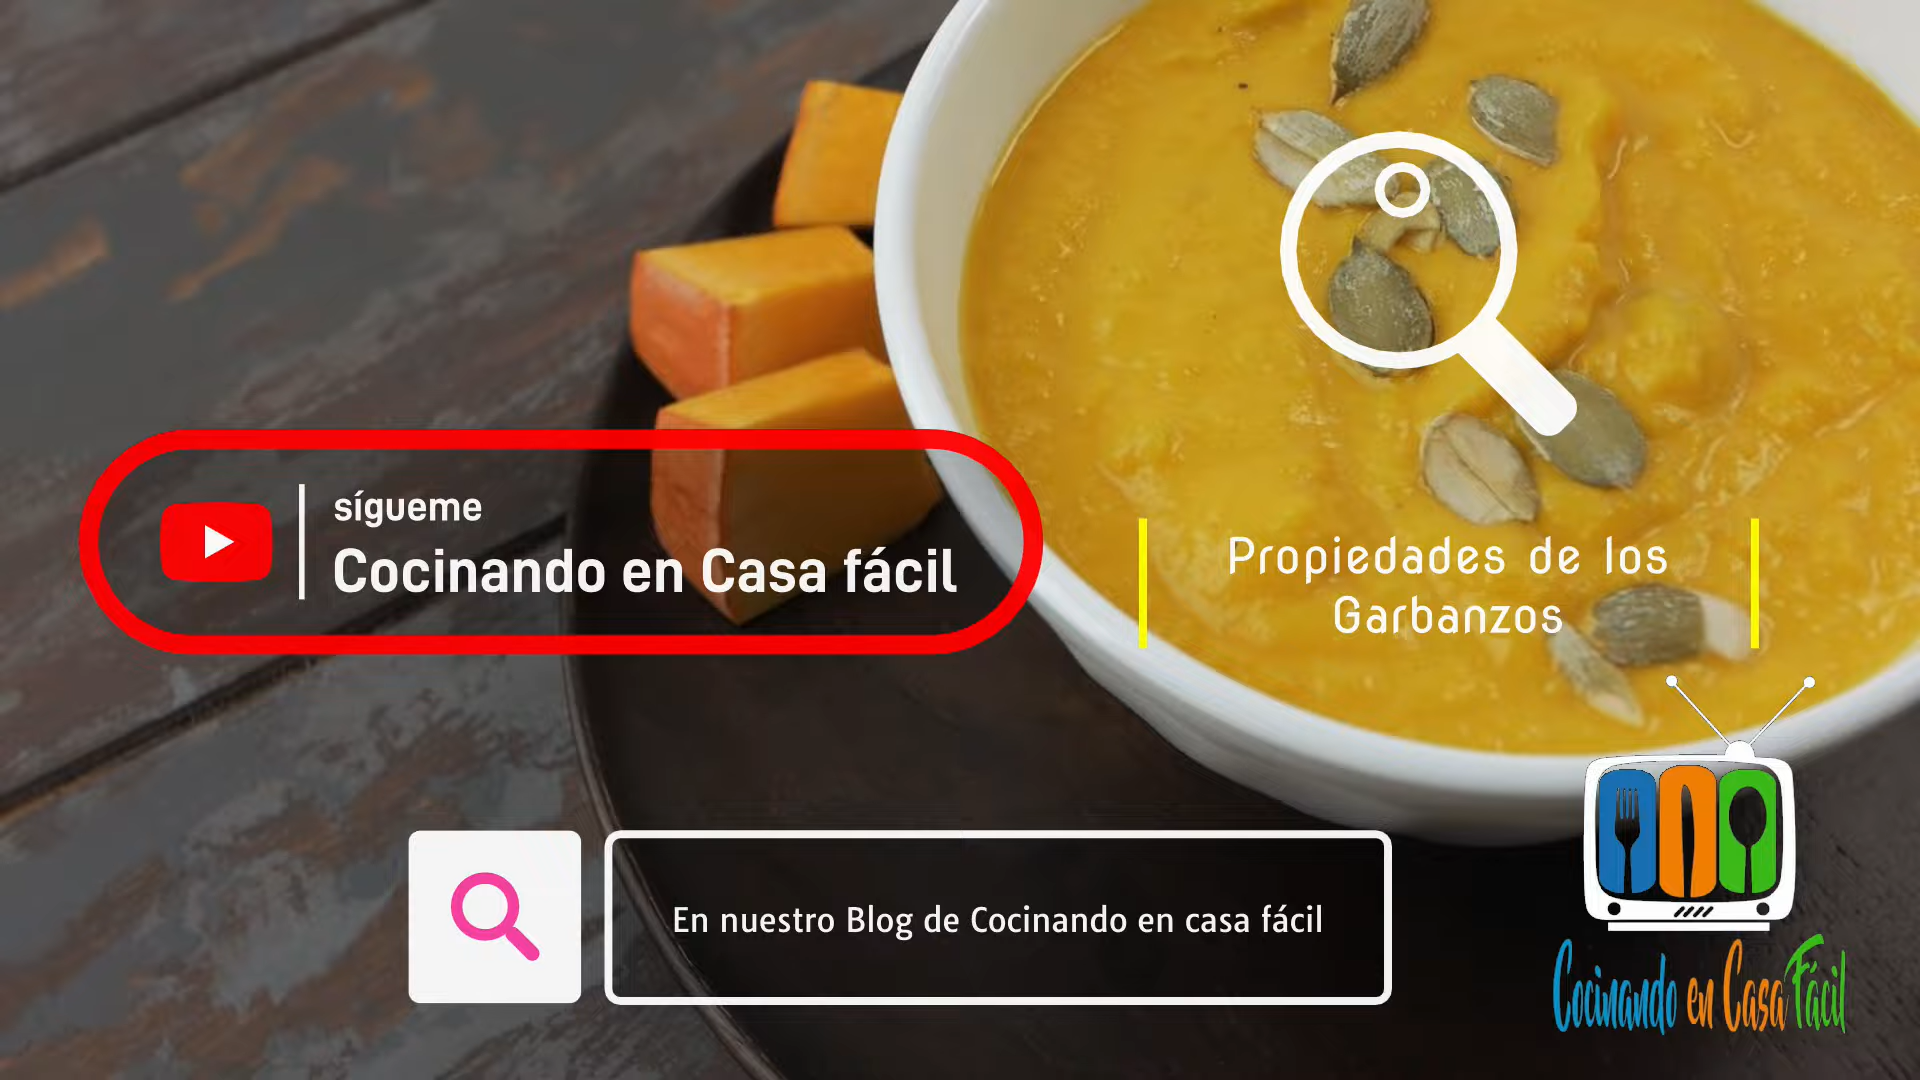 sígueme
Cocinando en Casa fácil
Propiedades de los
Garbanzos
En nuestro Blog de Cocinando en casa fácil
Cocinando en Casa Fácil